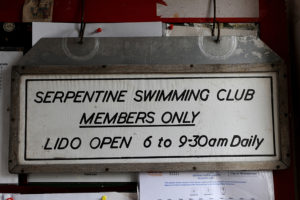 SERPENTINE SWIMMING CLUB
MEMBERS ONLY
LIDO OPEN 6 to 9-30am Daily